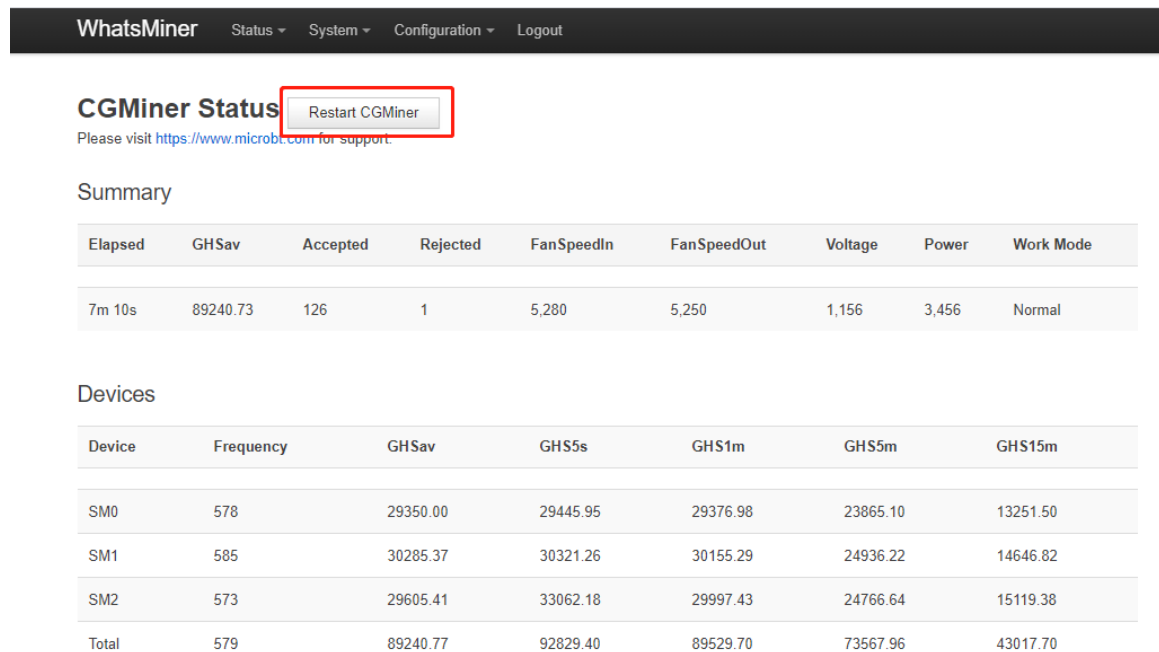 WhatsMiner Status System Configuration Logout
CGMiner Status Restart CGMiner
Please visit https://www.microbt.com for support.
Summary
Elapsed GHSav Accepted Rejected FanSpeedIn FanSpeedOut Voltage Power Work Mode
7m 10s 89240.73 126 1 5,280 5,250 1,156 3,456 Normal
Devices
Device Frequency GHSav GHS5s GHS1m GHS5m GHS15m
SM0 578 29350.00 29445.95 29376.98 23865.10 13251.50
SM1 585 30285.37 30321.26 30155.29 24936.22 14646.82
SM2 573 29605.41 33062.18 29997.43 24766.64 15119.38
Total 579 89240.77 92829.40 89529.70 73567.96 43017.70